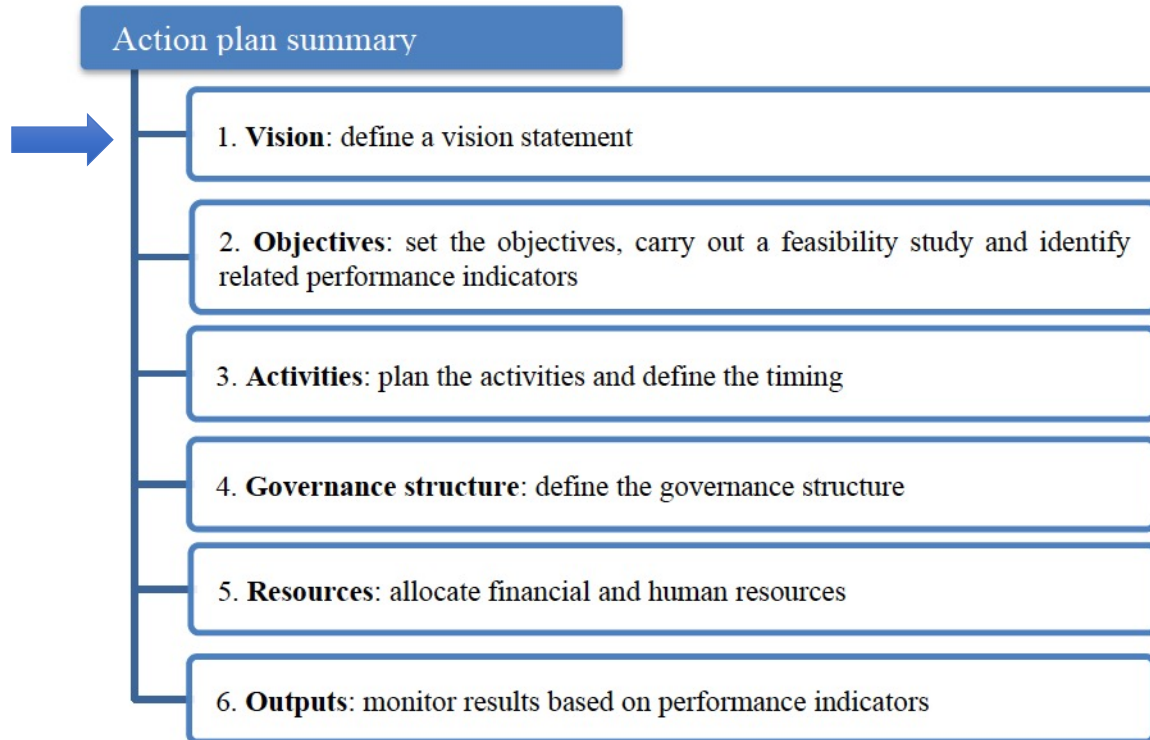 Action plan summary
1. Vision: define a vision statement
2. Objectives: set the objectives, carry out a feasibility study and identify
related performance indicators
3. Activities: plan the activities and define the timing
4. Governance structure: define the governance structure
5. Resources: allocate financial and human resources
6. Outputs: monitor results based on performance indicators